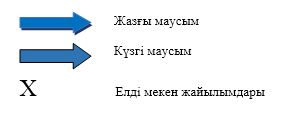 Жазғы маусым
Күзгі маусым
X Елді мекен жайылымдары